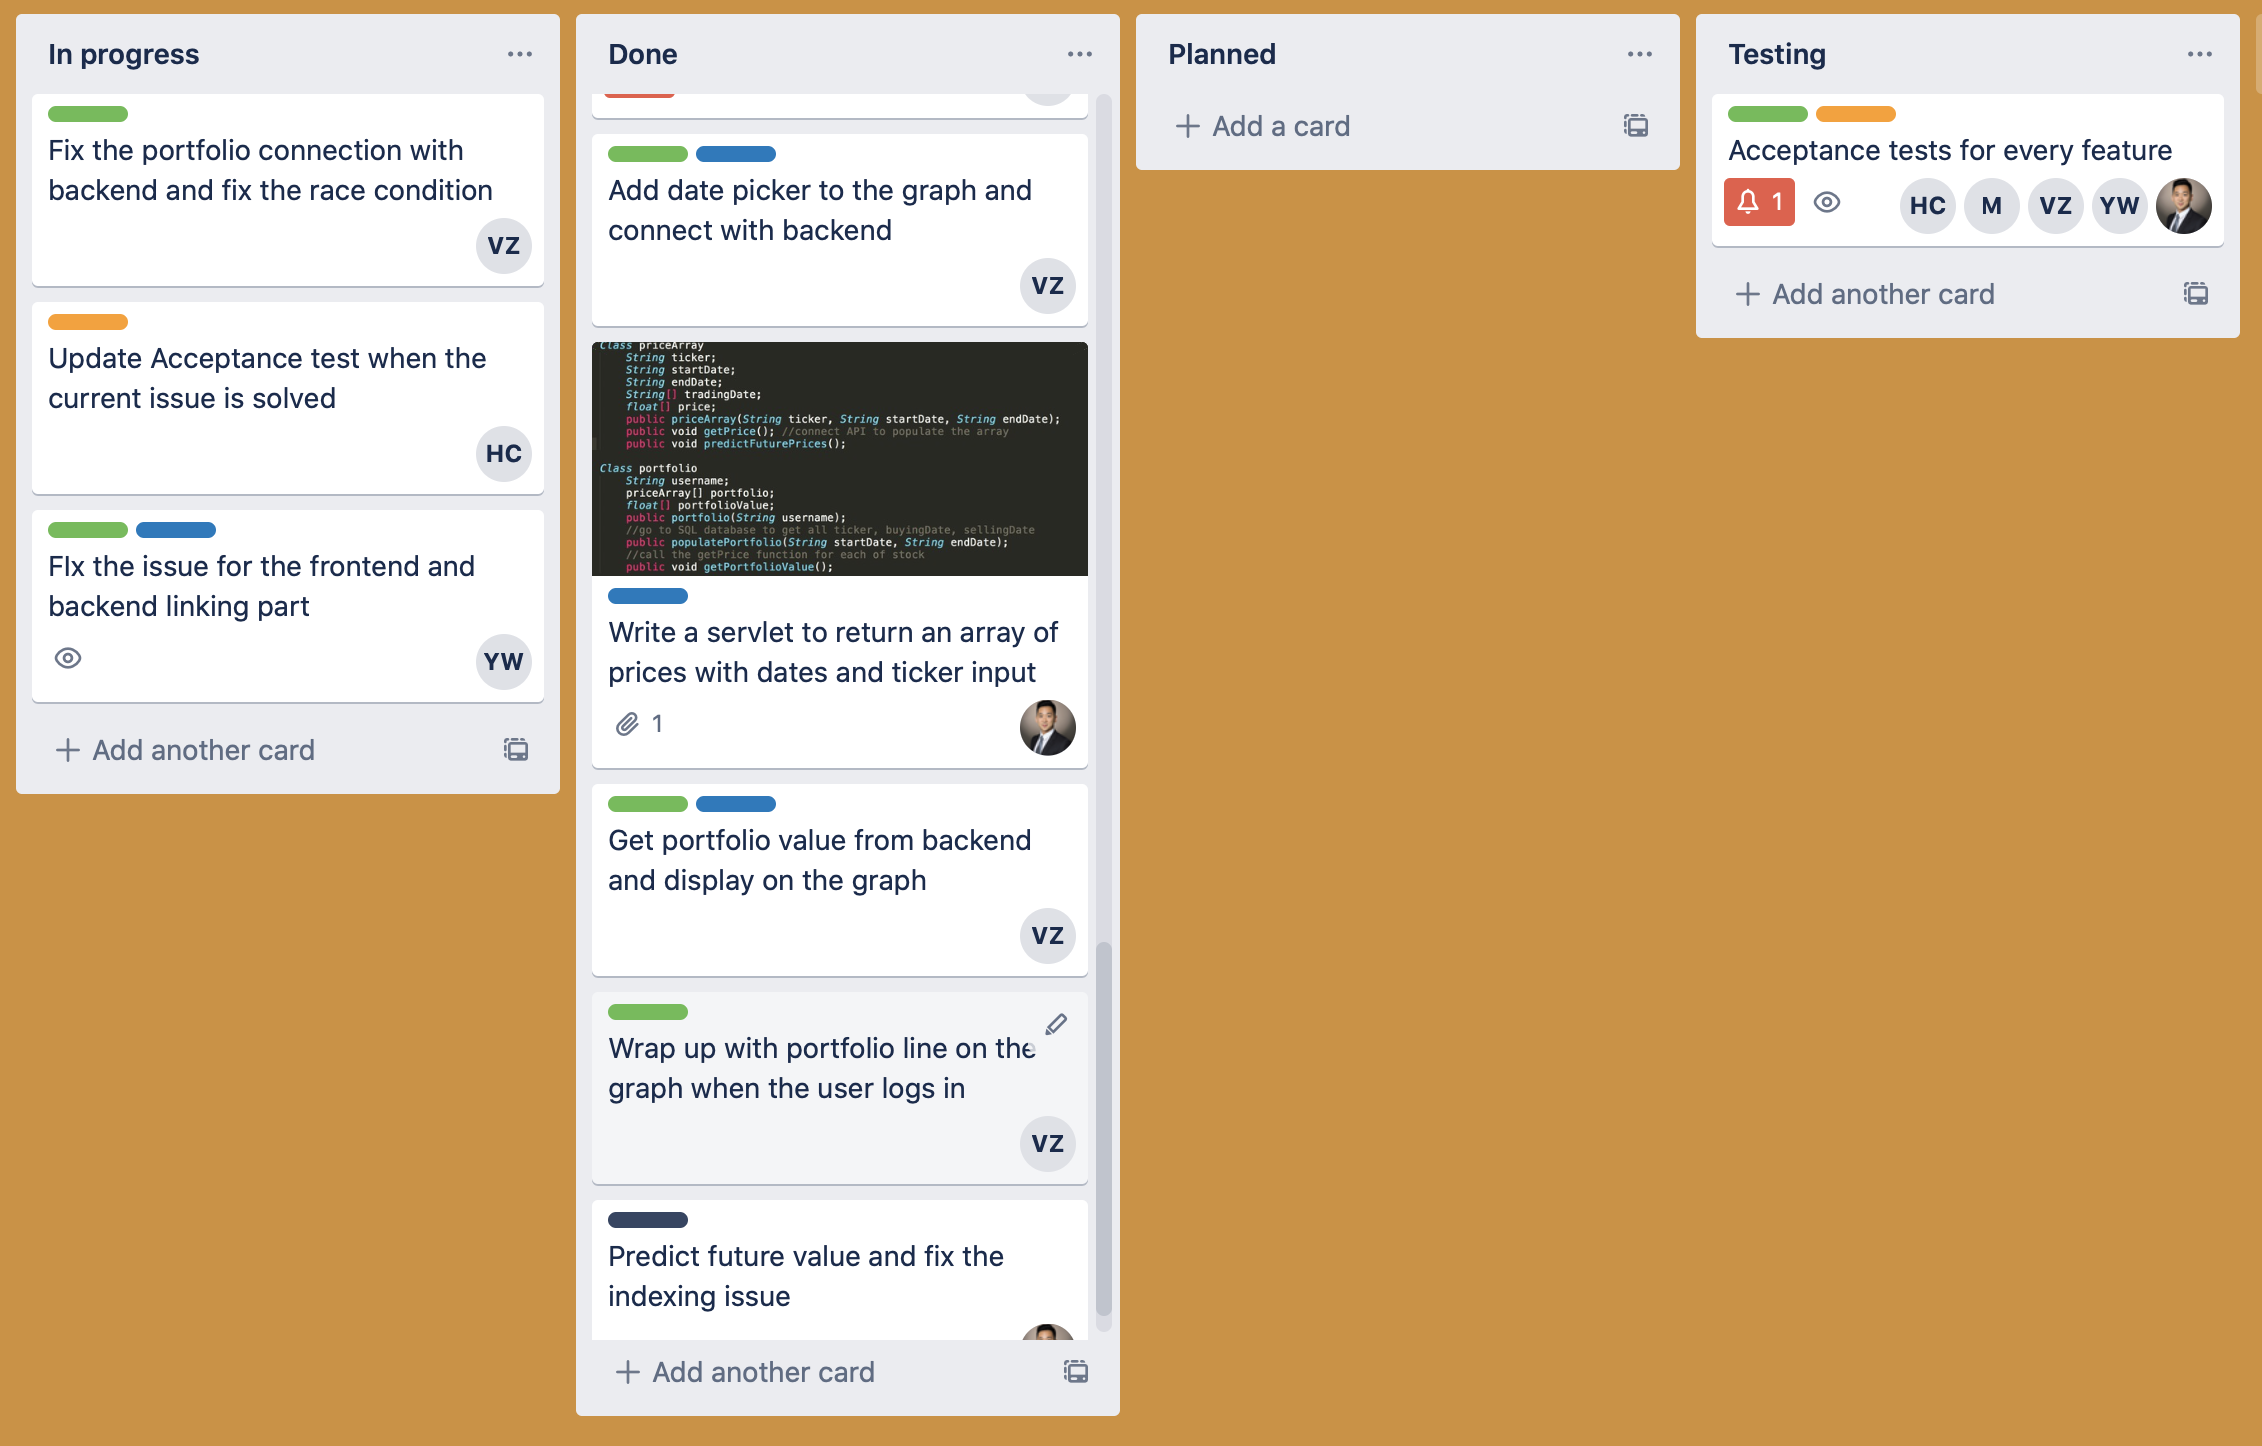 In progress
Fix the portfolio connection with
backend and fix the race condition
VZ
Update Acceptance test when the
current issue is solved
HC
FIx the issue for the frontend and
backend linking part
YW
Add another card
Done
Add date picker to the graph and
connect with backend
VZ
Class priceArray
String ticker;
String startDate;
String endDate;
String[] tradingDate;
float[] price;
public priceArray(String ticker, String startDate, String endDate);
public void getPrice(); //connect API to populate the array
public void predictFuturePrices();
Class portfolio
String username;
priceArray[] portfolio;
float[] portfolioValue;
public portfolio(String username);
//go to SQL database to get all ticker, buyingDate, sellingDate
public populatePortfolio(String startDate, String endDate);
//call the getPrice function for each of stock
public void getPortfolioValue();
Write a servlet to return an array of
prices with dates and ticker input
1
Get portfolio value from backend
and display on the graph
VZ
Wrap up with portfolio line on the
graph when the user logs in
VZ
Predict future value and fix the
indexing issue
Add another card
Planned
Add a card
Testing
Acceptance tests for every feature
1 HC M VZ YW
Add another card